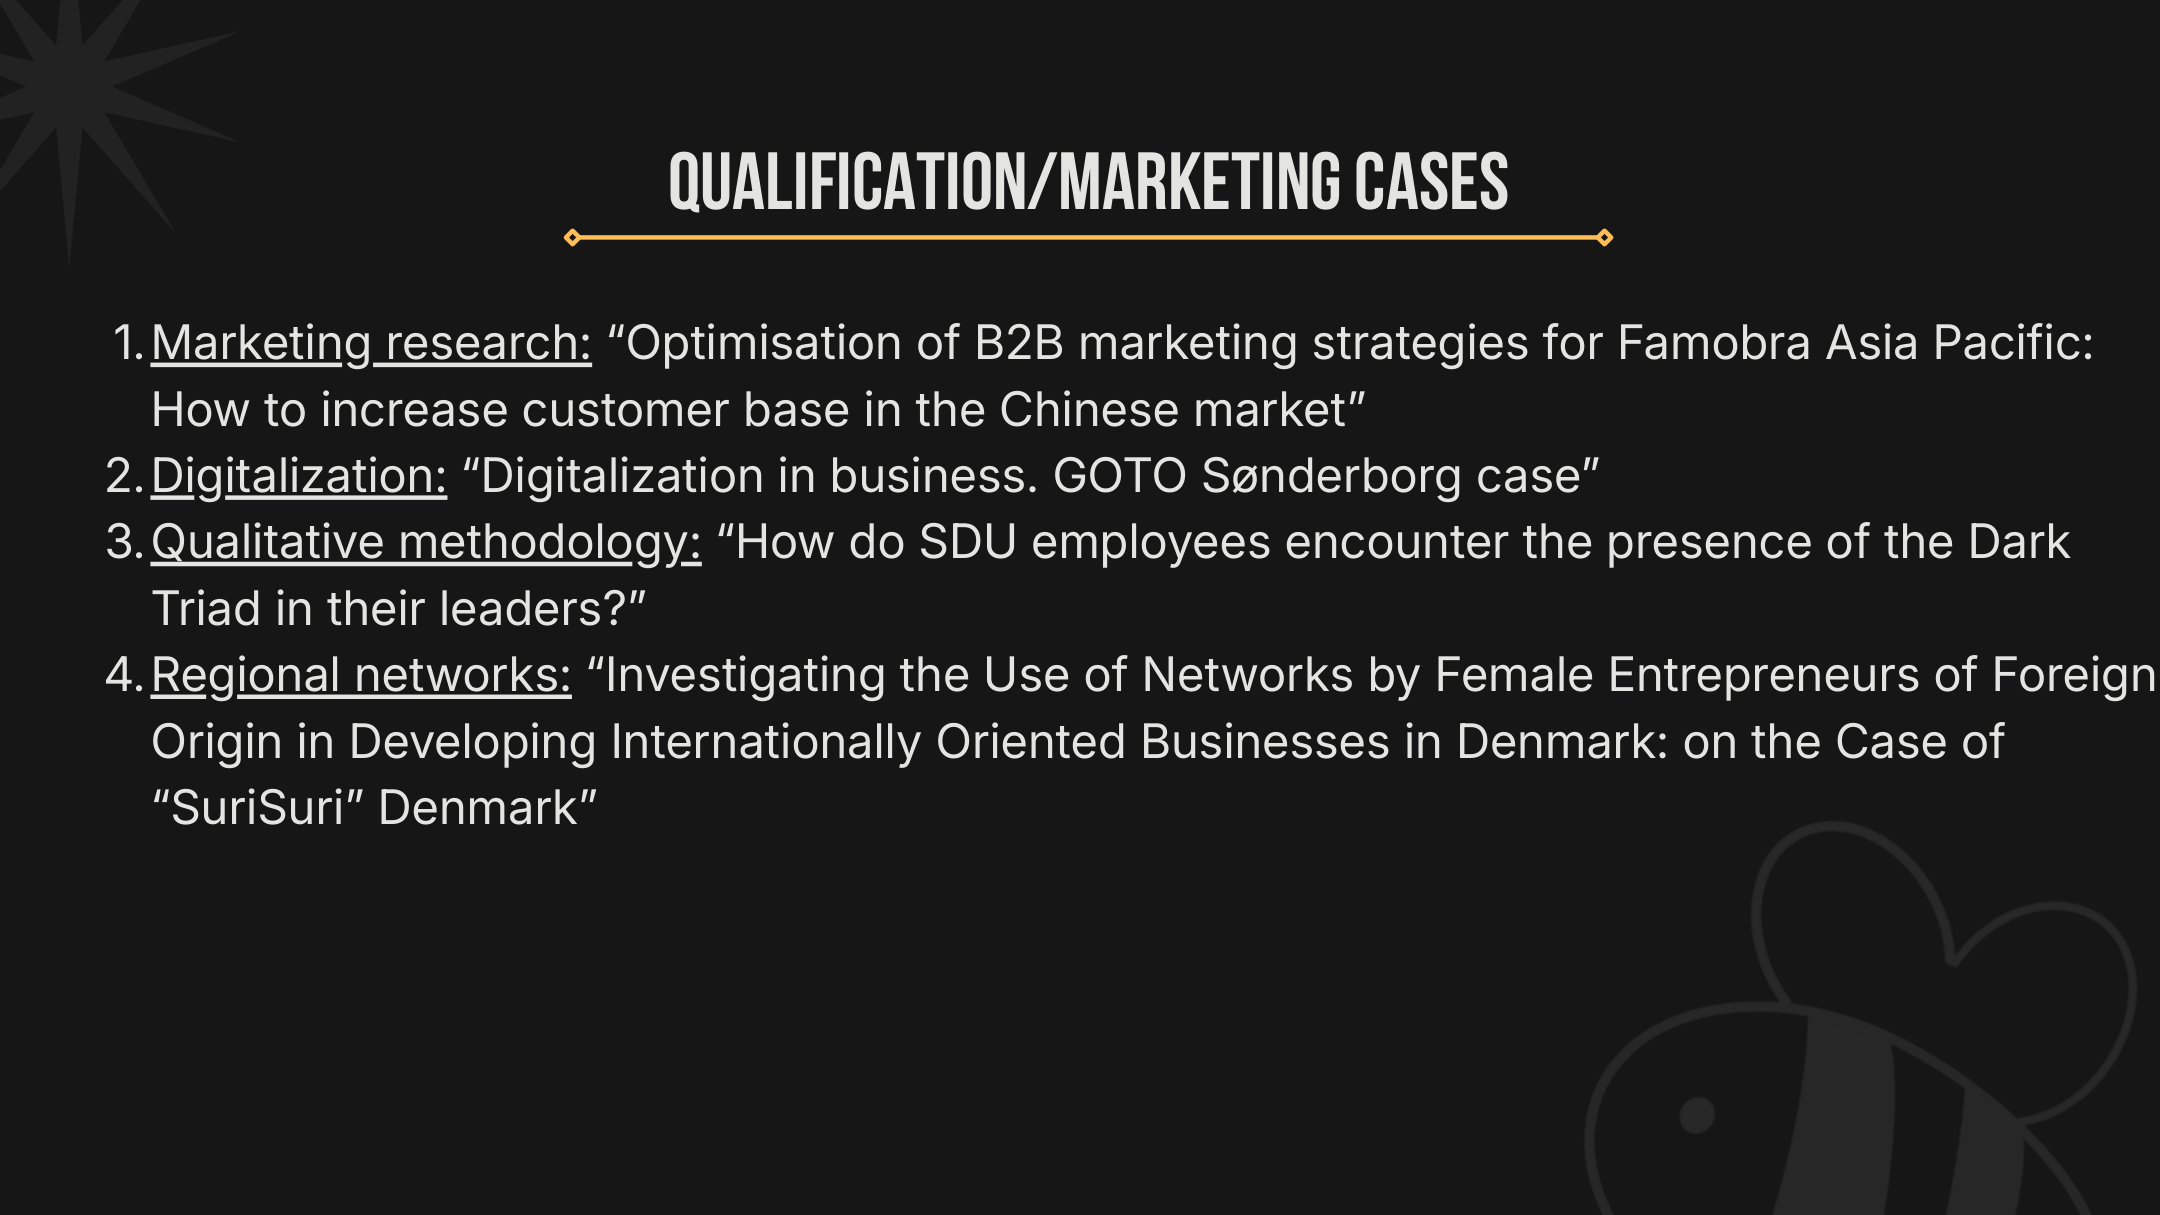 QUALIFICATION/MARKETING CASES
1. Marketing research: “Optimisation of B2B marketing strategies for Famobra Asia Pacific:
How to increase customer base in the Chinese market”
2. Digitalization: “Digitalization in business. GOTO Sønderborg case”
3. Qualitative methodology: “How do SDU employees encounter the presence of the Dark
Triad in their leaders?”
4. Regional networks: “Investigating the Use of Networks by Female Entrepreneurs of Foreign
Origin in Developing Internationally Oriented Businesses in Denmark: on the Case of
“SuriSuri” Denmark”